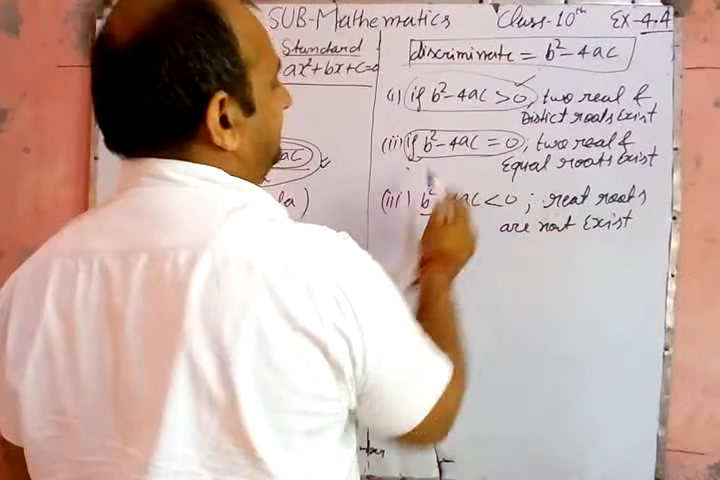 SUB-Mathematics Class-10th EX-4.4
Standard
ax²+bx+c=0
discriminate = b²-4ac
(i) if b²-4ac>0, two real &
Distict roots Exist
(ii) if b²-4ac=0; two real &
Equal roots Exist
(iii) b² ac<0; real roots
are not Exist